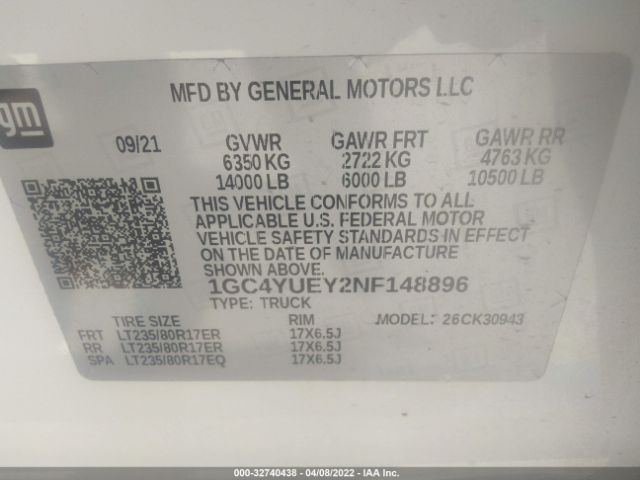 gm
MFD BY GENERAL MOTORS LLC
09/21 GVWR GAWR FRT GAWR RR
6350 KG 2722 KG 4763 KG
14000 LB 6000 LB 10500 LB
THIS VEHICLE CONFORMS TO ALL
APPLICABLE U.S. FEDERAL MOTOR
VEHICLE SAFETY STANDARDS IN EFFECT
ON THE DATE OF MANUFACTURE
SHOWN ABOVE.
1GC4YUEY2NF148896
TYPE: TRUCK
TIRE SIZE RIM MODEL: 26CK30943
FRT LT235/80R17ER 17X6.5J
RR LT235/80R17ER 17X6.5J
SPA LT235/80R17EQ 17X6.5J
000-32740438 - 04/08/2022 - IAA Inc.